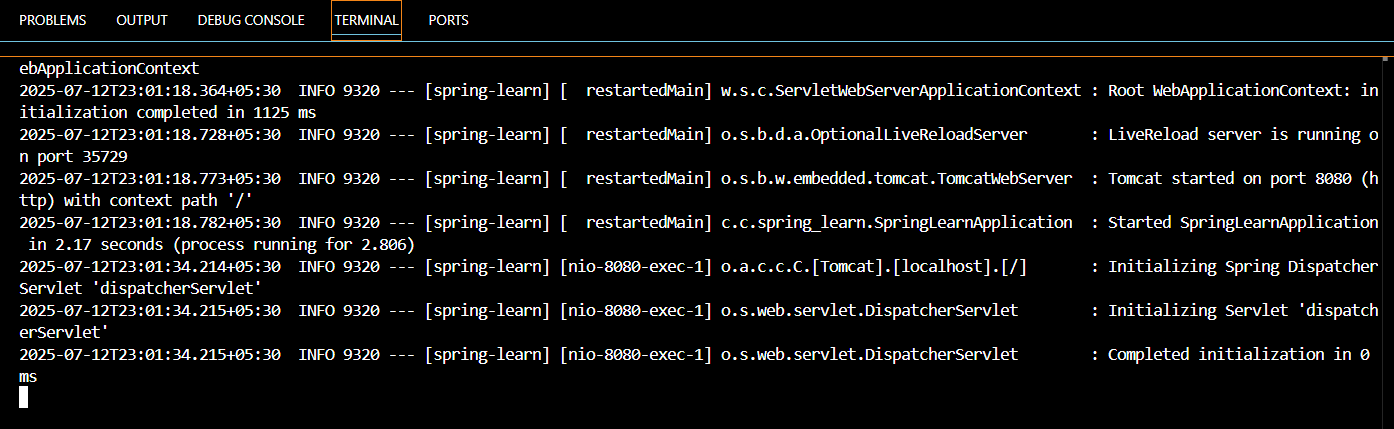 PROBLEMS OUTPUT DEBUG CONSOLE TERMINAL PORTS
ebApplicationContext
2025-07-12T23:01:18.364+05:30  INFO 9320 --- [spring-learn] [  restartedMain] w.s.c.ServletWebServerApplicationContext : Root WebApplicationContext: in
itialization completed in 1125 ms
2025-07-12T23:01:18.728+05:30  INFO 9320 --- [spring-learn] [  restartedMain] o.s.b.d.a.OptionalLiveReloadServer       : LiveReload server is running o
n port 35729
2025-07-12T23:01:18.773+05:30  INFO 9320 --- [spring-learn] [  restartedMain] o.s.b.w.embedded.tomcat.TomcatWebServer  : Tomcat started on port 8080 (h
ttp) with context path '/'
2025-07-12T23:01:18.782+05:30  INFO 9320 --- [spring-learn] [  restartedMain] c.c.spring_learn.SpringLearnApplication  : Started SpringLearnApplication
 in 2.17 seconds (process running for 2.806)
2025-07-12T23:01:34.214+05:30  INFO 9320 --- [spring-learn] [nio-8080-exec-1] o.a.c.c.C.[Tomcat].[localhost].[/]       : Initializing Spring Dispatcher
Servlet 'dispatcherServlet'
2025-07-12T23:01:34.215+05:30  INFO 9320 --- [spring-learn] [nio-8080-exec-1] o.s.web.servlet.DispatcherServlet        : Initializing Servlet 'dispatch
erServlet'
2025-07-12T23:01:34.215+05:30  INFO 9320 --- [spring-learn] [nio-8080-exec-1] o.s.web.servlet.DispatcherServlet        : Completed initialization in 0
ms